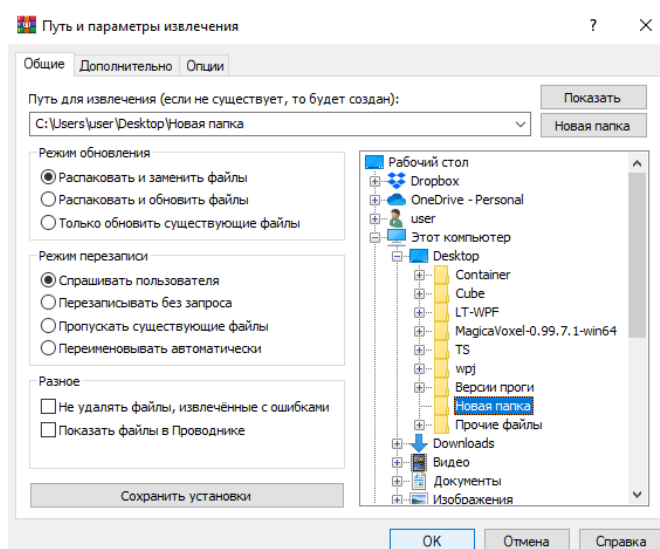 Путь и параметры извлечения
Общие Дополнительно Опции
Путь для извлечения (если не существует, то будет создан):
Показать
C:\Users\user\Desktop\Новая папка
Новая папка
Режим обновления
Распаковать и заменить файлы
Распаковать и обновить файлы
Только обновить существующие файлы
Режим перезаписи
Спрашивать пользователя
Перезаписывать без запроса
Пропускать существующие файлы
Переименовывать автоматически
Разное
Не удалять файлы, извлечённые с ошибками
Показать файлы в Проводнике
Сохранить установки
Рабочий стол
Dropbox
OneDrive - Personal
user
Этот компьютер
Desktop
Container
Cube
LT-WPF
MagicaVoxel-0.99.7.1-win64
TS
wpj
Версии проги
Новая папка
Прочие файлы
Downloads
Видео
Документы
Изображения
OK Отмена Справка